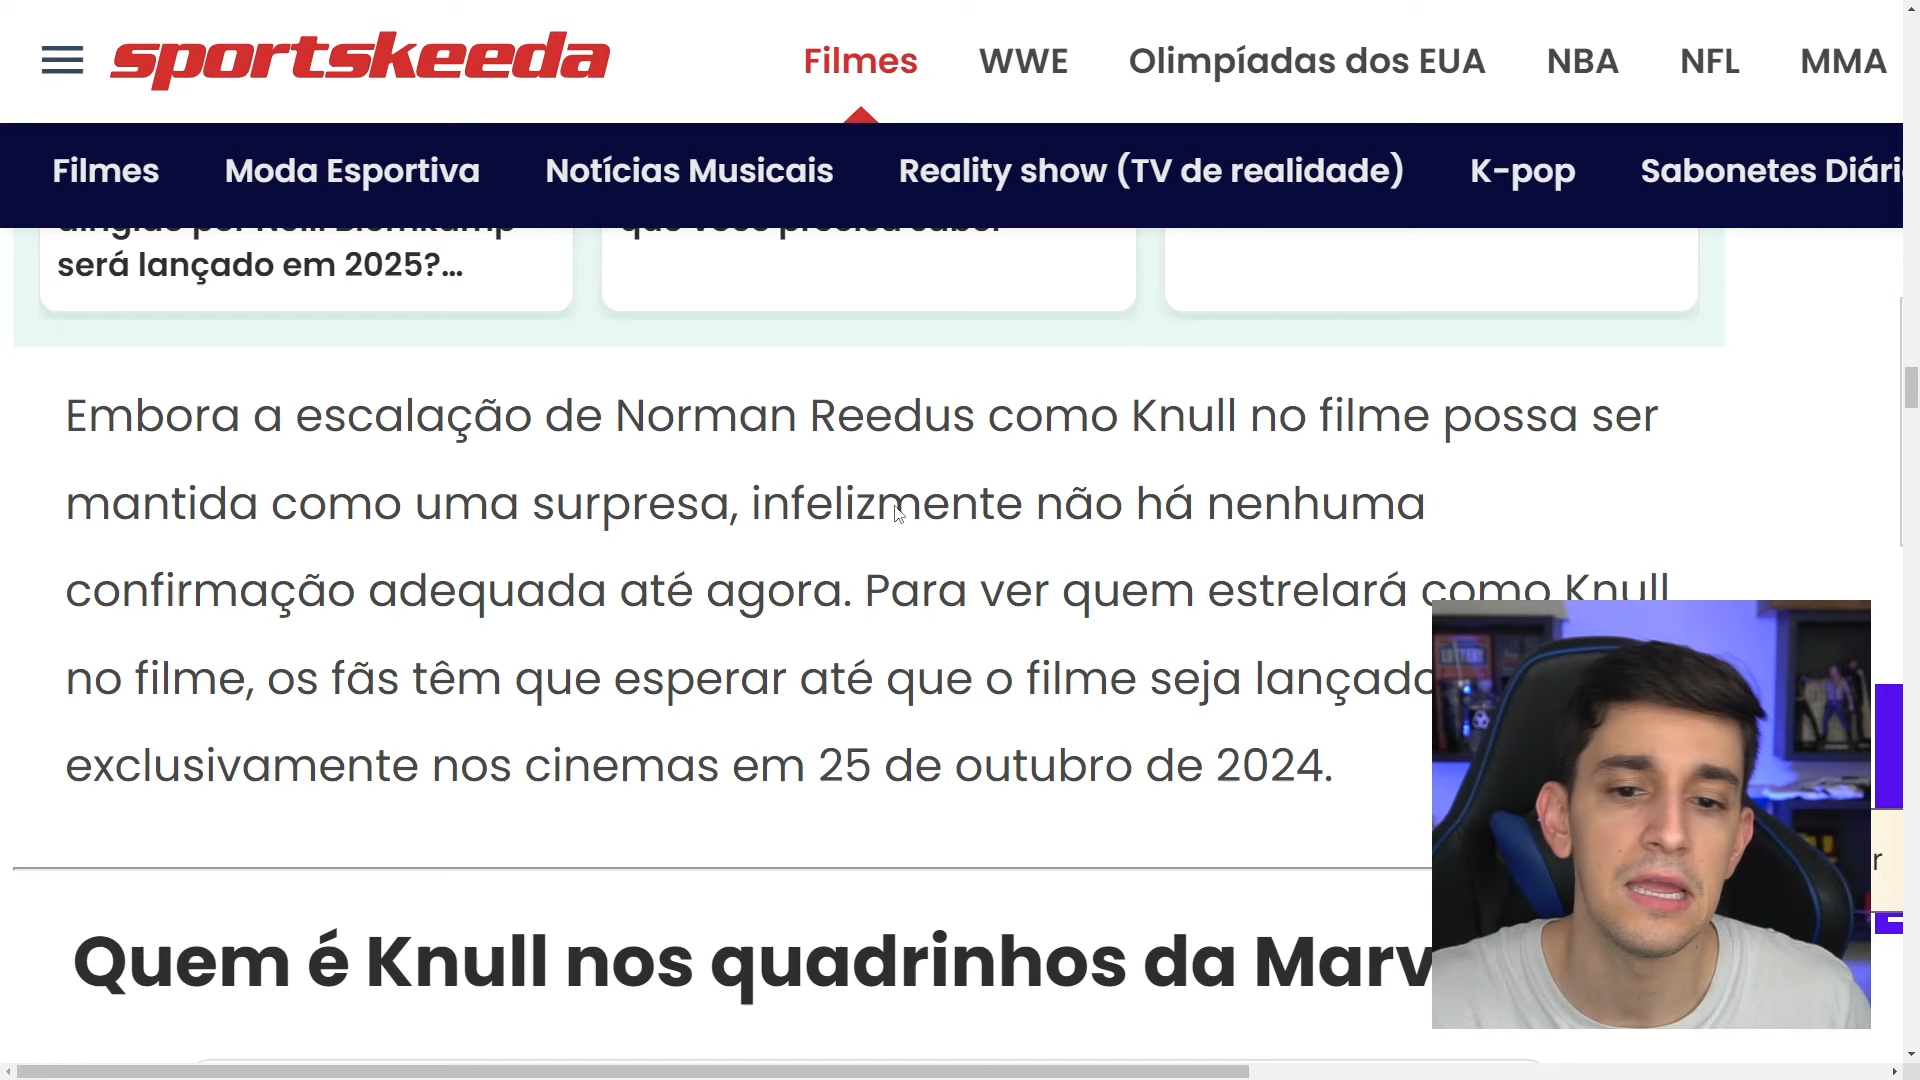 sportskeeda
Filmes WWE Olimpíadas dos EUA NBA NFL MMA
Filmes Moda Esportiva Notícias Musicais Reality show (TV de realidade) K-pop Sabonetes Diári
será lançado em 2025?...
Embora a escalação de Norman Reedus como Knull no filme possa ser
mantida como uma surpresa, infelizmente não há nenhuma
confirmação adequada até agora. Para ver quem estrelará como Knull
no filme, os fãs têm que esperar até que o filme seja lançado
exclusivamente nos cinemas em 25 de outubro de 2024.
r
Quem é Knull nos quadrinhos da Marv